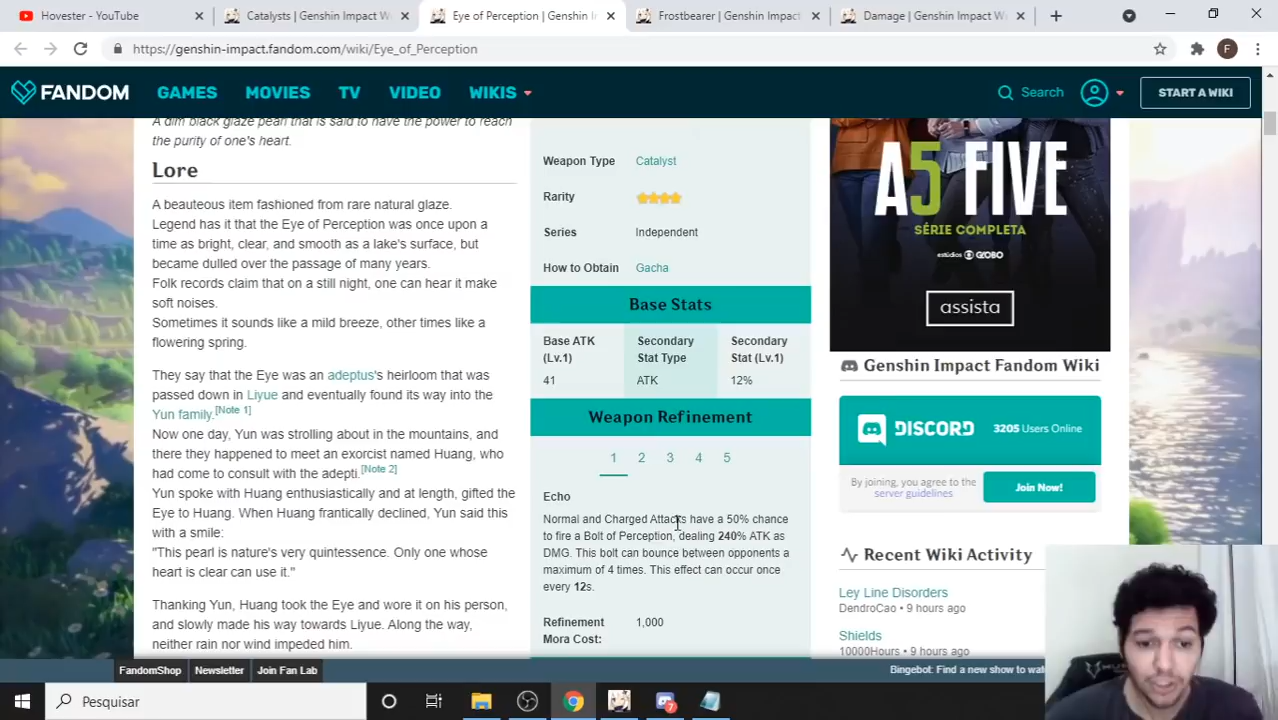 Hovester - YouTube
Catalysts | Genshin Impact W
Eye of Perception | Genshin I
Frostbearer | Genshin Impact
Damage | Genshin Impact W
https://genshin-impact.fandom.com/wiki/Eye_of_Perception
F
FANDOM
GAMES
MOVIES
TV
VIDEO
WIKIS
Search
START A WIKI
A dim black glaze pearl that is said to have the power to reach
the purity of one's heart.
Lore
A beauteous item fashioned from rare natural glaze.
Legend has it that the Eye of Perception was once upon a
time as bright, clear, and smooth as a lake's surface, but
became dulled over the passage of many years.
Folk records claim that on a still night, one can hear it make
soft noises.
Sometimes it sounds like a mild breeze, other times like a
flowering spring.
They say that the Eye was an adeptus's heirloom that was
passed down in Liyue and eventually found its way into the
Yun family.[Note 1]
Now one day, Yun was strolling about in the mountains, and
there they happened to meet an exorcist named Huang, who
had come to consult with the adepti.[Note 2]
Yun spoke with Huang enthusiastically and at length, gifted the
Eye to Huang. When Huang frantically declined, Yun said this
with a smile:
"This pearl is nature's very quintessence. Only one whose
heart is clear can use it."
Thanking Yun, Huang took the Eye and wore it on his person,
and slowly made his way towards Liyue. Along the way,
neither rain nor wind impeded him.
Weapon Type Catalyst
Rarity
Series Independent
How to Obtain Gacha
Base Stats
Base ATK
(Lv.1)
41
Secondary
Stat Type
ATK
Secondary
Stat (Lv.1)
12%
Weapon Refinement
1 2 3 4 5
Echo
Normal and Charged Attacks have a 50% chance
to fire a Bolt of Perception, dealing 240% ATK as
DMG. This bolt can bounce between opponents a
maximum of 4 times. This effect can occur once
every 12s.
Refinement
Mora Cost:
1,000
A5
FIVE
SÉRIE COMPLETA
estúdios GLOBO
assista
Genshin Impact Fandom Wiki
DISCORD
3205 Users Online
By joining, you agree to the
server guidelines.
Join Now!
Recent Wiki Activity
Ley Line Disorders
DendroCao • 9 hours ago
Shields
10000Hours • 9 hours ago
FandomShop
Newsletter
Join Fan Lab
Bingebot: Find a new show to wat
Pesquisar
7